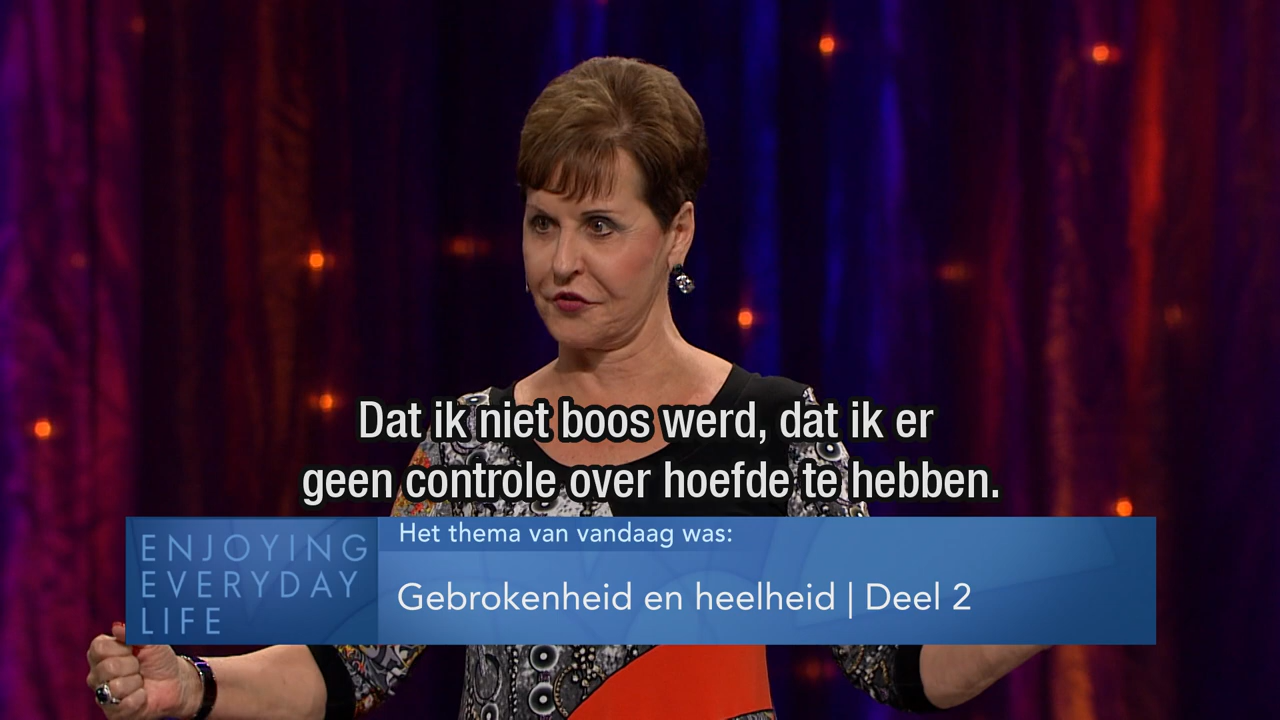 Dat ik niet boos werd, dat ik er
geen controle over hoefde te hebben.
Het thema van vandaag was:
ENJOYING
EVERYDAY
LIFE
Gebrokenheid en heelheid | Deel 2